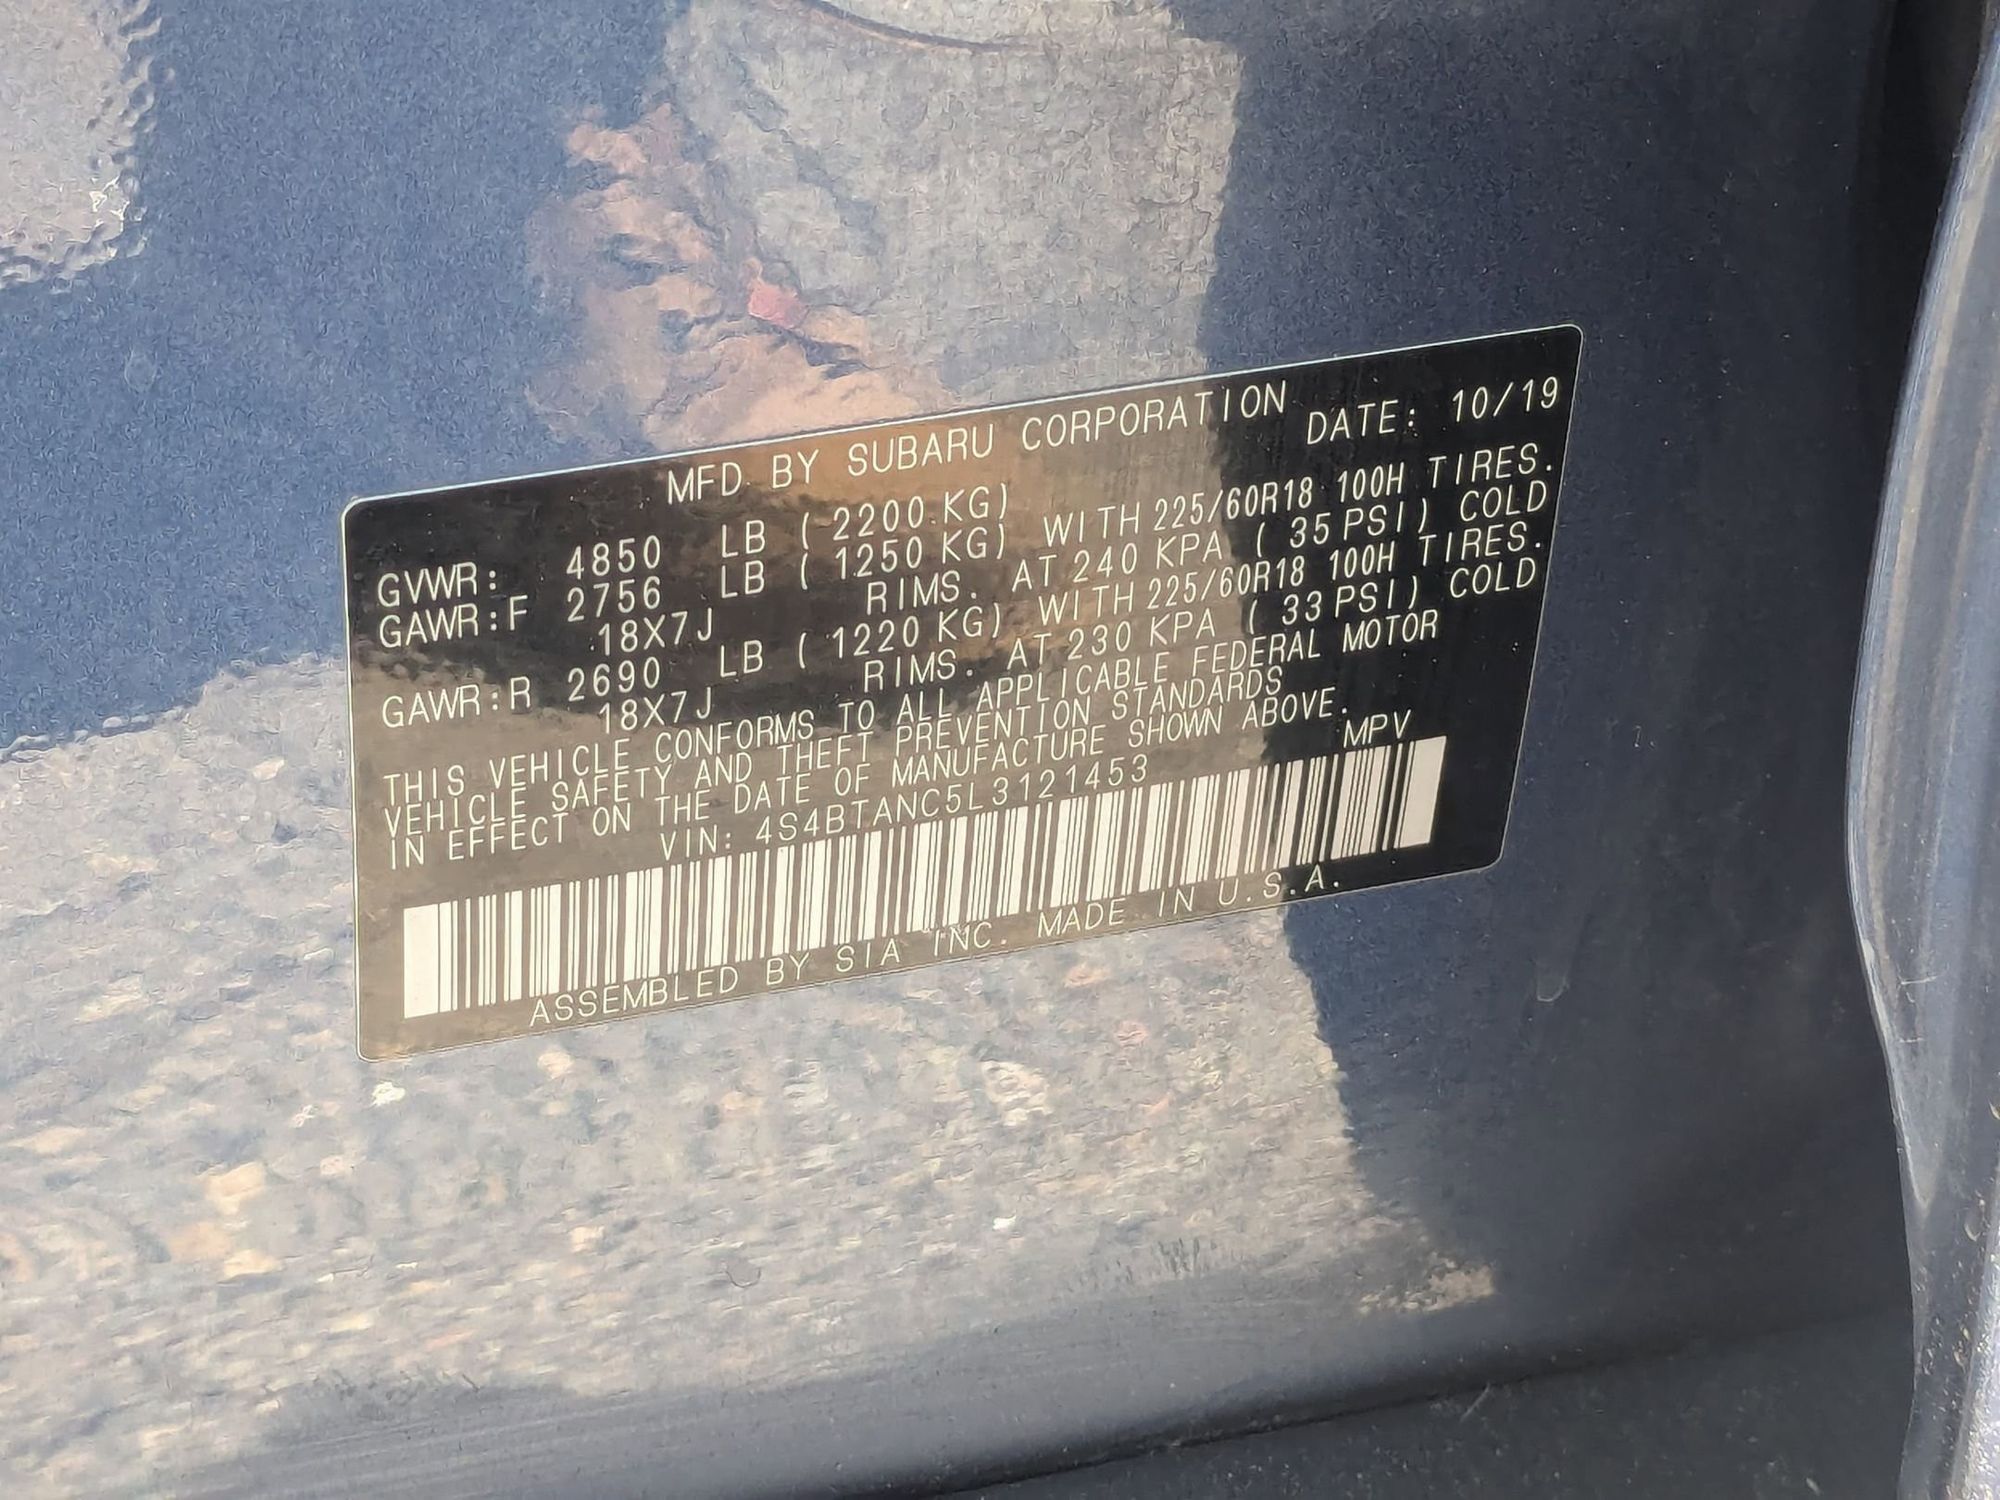 MFD BY SUBARU CORPORATION
DATE: 10/19
GVWR: 4850 LB ( 2200 KG)
GAWR:F 2756 LB ( 1250 KG) WITH 225/60R18 100H TIRES.
18X7J RIMS. AT 240 KPA ( 35 PSI) COLD
GAWR:R 2690 LB ( 1220 KG) WITH 225/60R18 100H TIRES.
18X7J RIMS. AT 230 KPA ( 33 PSI) COLD
THIS VEHICLE CONFORMS TO ALL APPLICABLE FEDERAL MOTOR
VEHICLE SAFETY AND THEFT PREVENTION STANDARDS
IN EFFECT ON THE DATE OF MANUFACTURE SHOWN ABOVE.
VIN: 4S4BTANC5L3121453 MPV
ASSEMBLED BY SIA INC. MADE IN U.S.A.